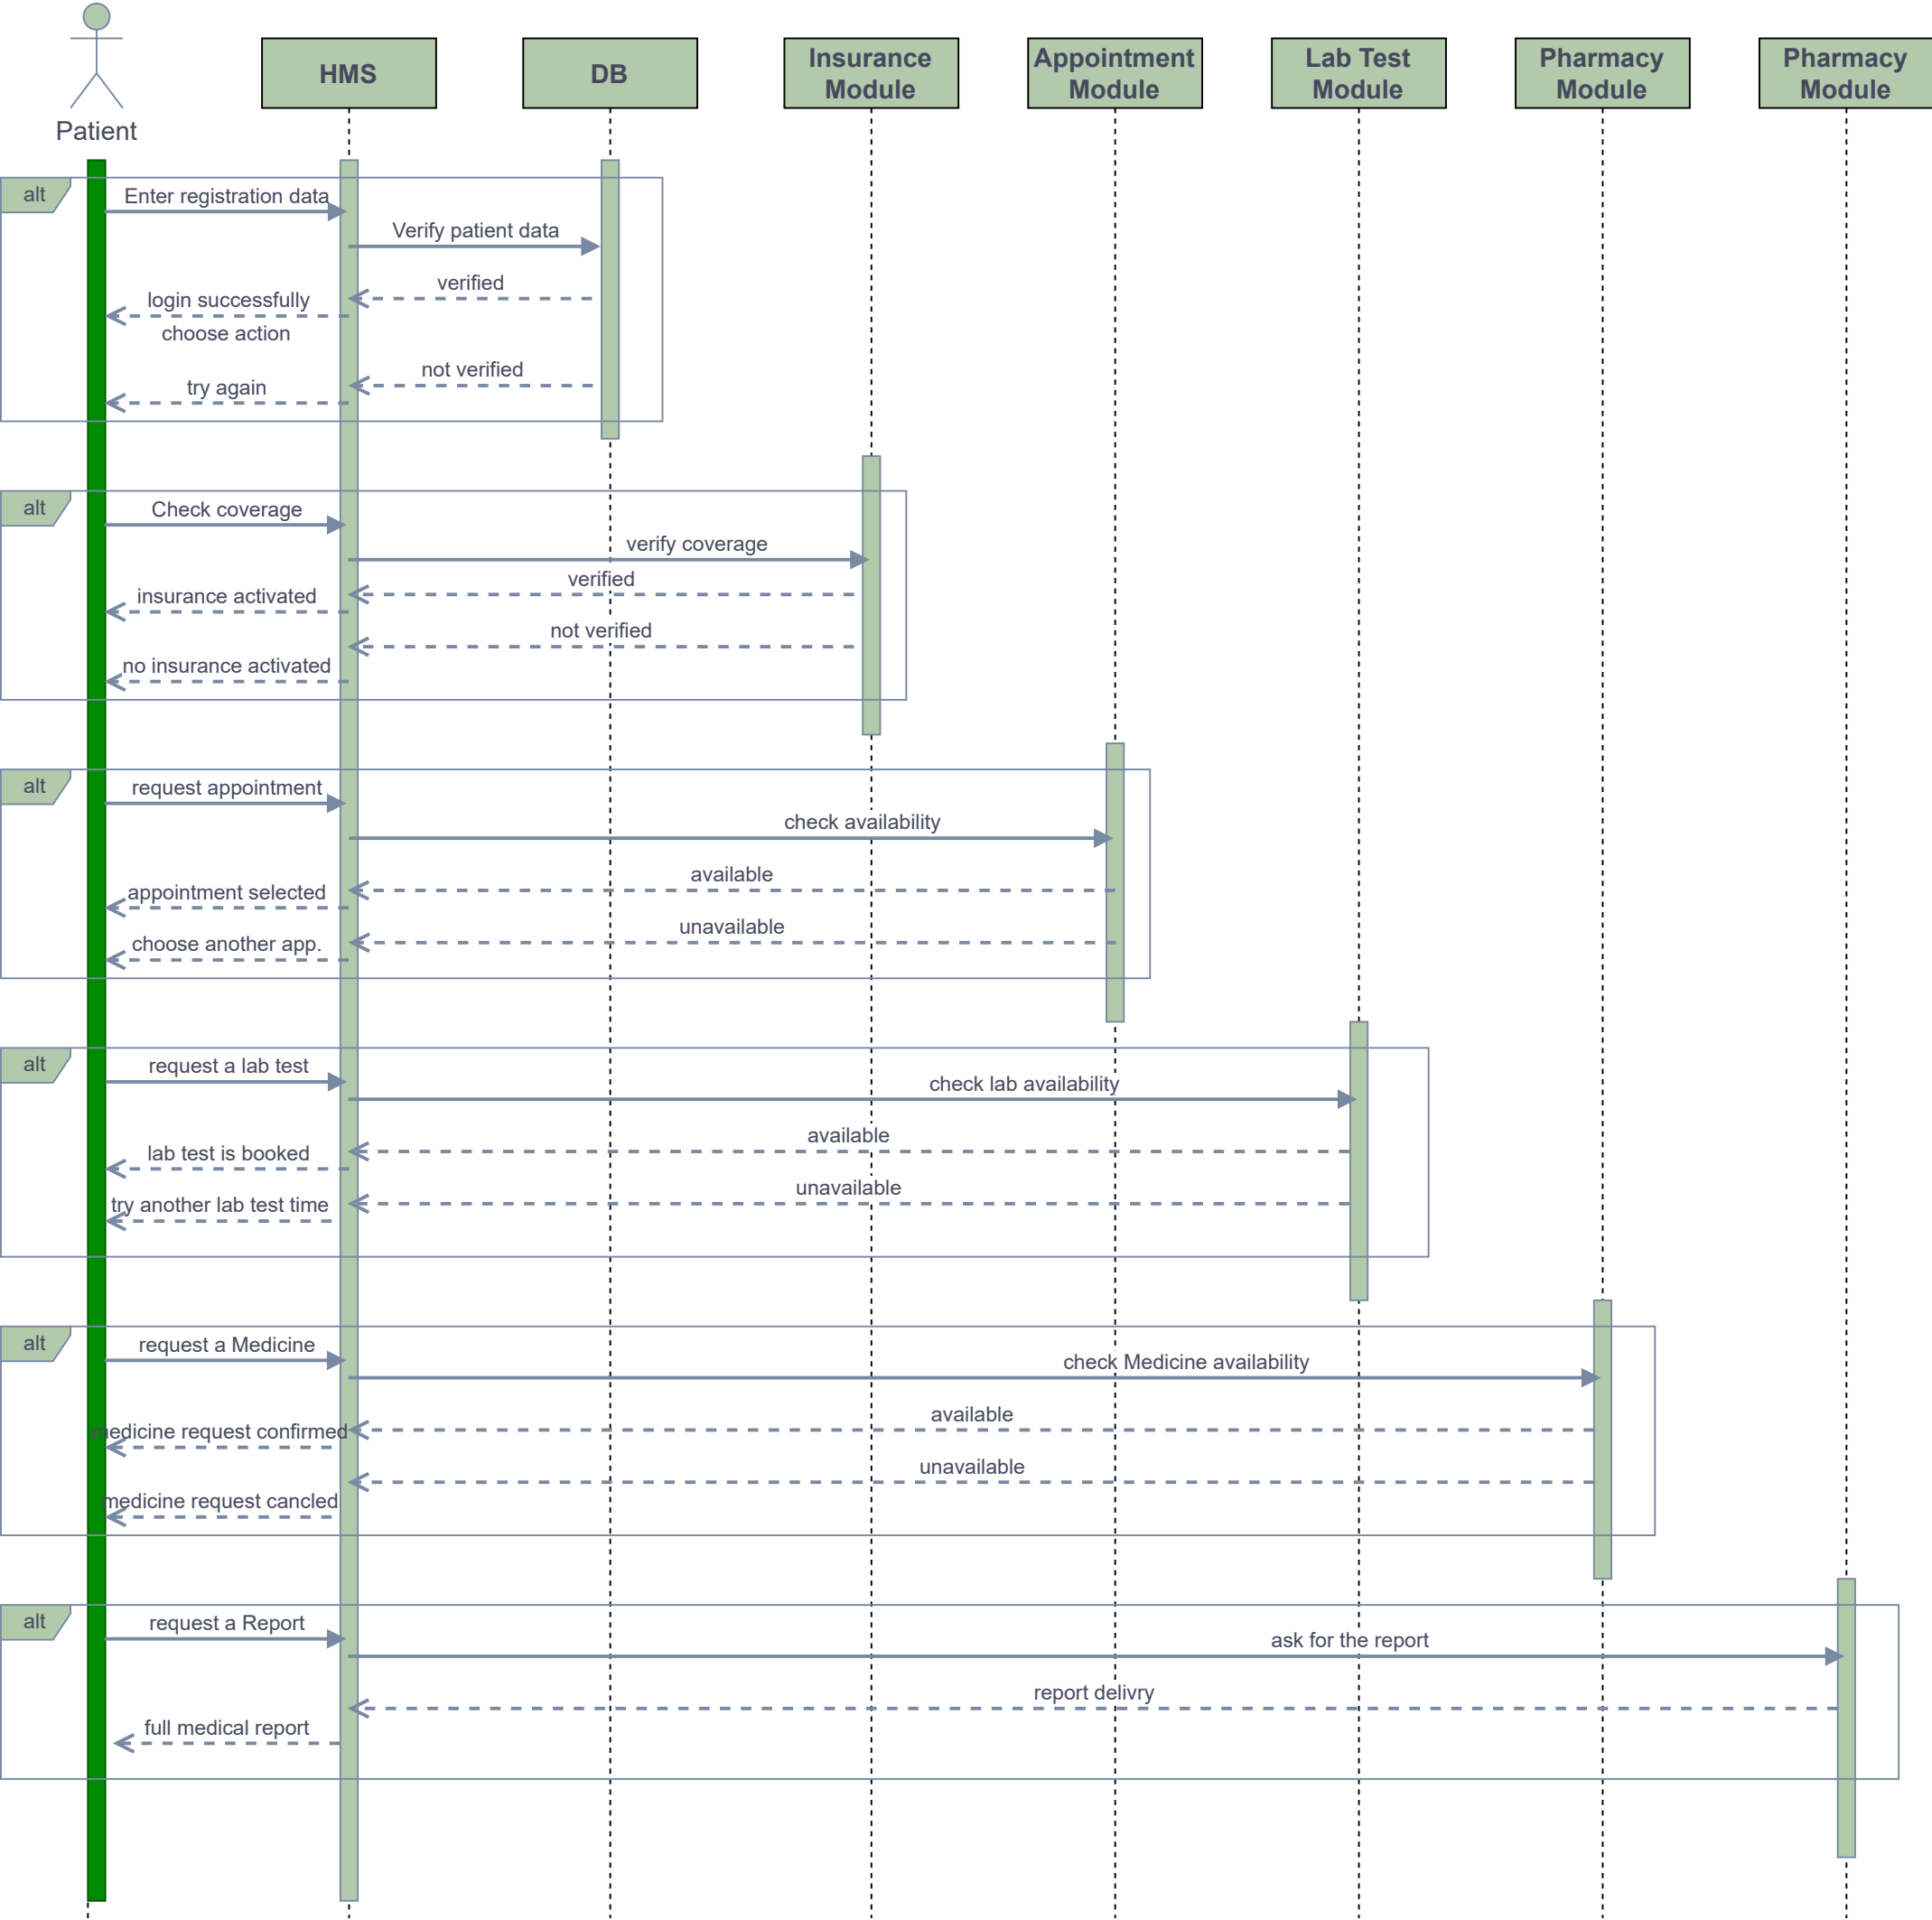 Patient
HMS
DB
Insurance
Module
Appointment
Module
Lab Test
Module
Pharmacy
Module
Pharmacy
Module
alt
Enter registration data
Verify patient data
verified
login successfully
choose action
not verified
try again
alt
Check coverage
verify coverage
verified
insurance activated
not verified
no insurance activated
alt
request appointment
check availability
available
appointment selected
unavailable
choose another app.
alt
request a lab test
check lab availability
available
lab test is booked
unavailable
try another lab test time
alt
request a Medicine
check Medicine availability
available
medicine request confirmed
unavailable
medicine request cancled
alt
request a Report
ask for the report
report delivry
full medical report